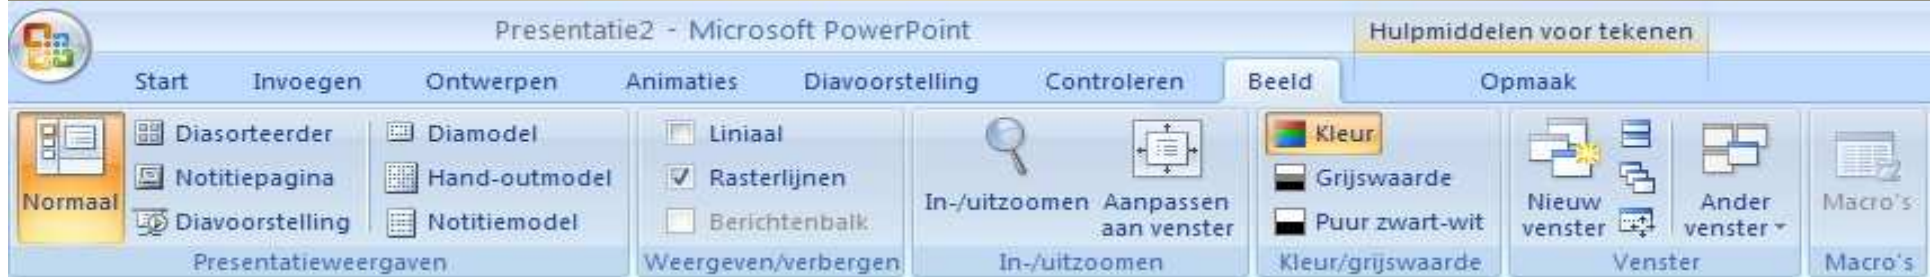 Presentatie2 - Microsoft PowerPoint
Hulpmiddelen voor tekenen
Start Invoegen Ontwerpen Animaties Diavoorstelling Controleren Beeld Opmaak
Normaal
Diasorteerder
Notitiepagina
Diavoorstelling
Diamodel
Hand-outmodel
Notitiemodel
Presentatieweergaven
Liniaal
Rasterlijnen
Berichtenbalk
Weergeven/verbergen
In-/uitzoomen
Aanpassen
aan venster
In-/uitzoomen
Kleur
Grijswaarde
Puur zwart-wit
Kleur/grijswaarde
Nieuw
venster
Ander
venster
Venster
Macro's
Macro's